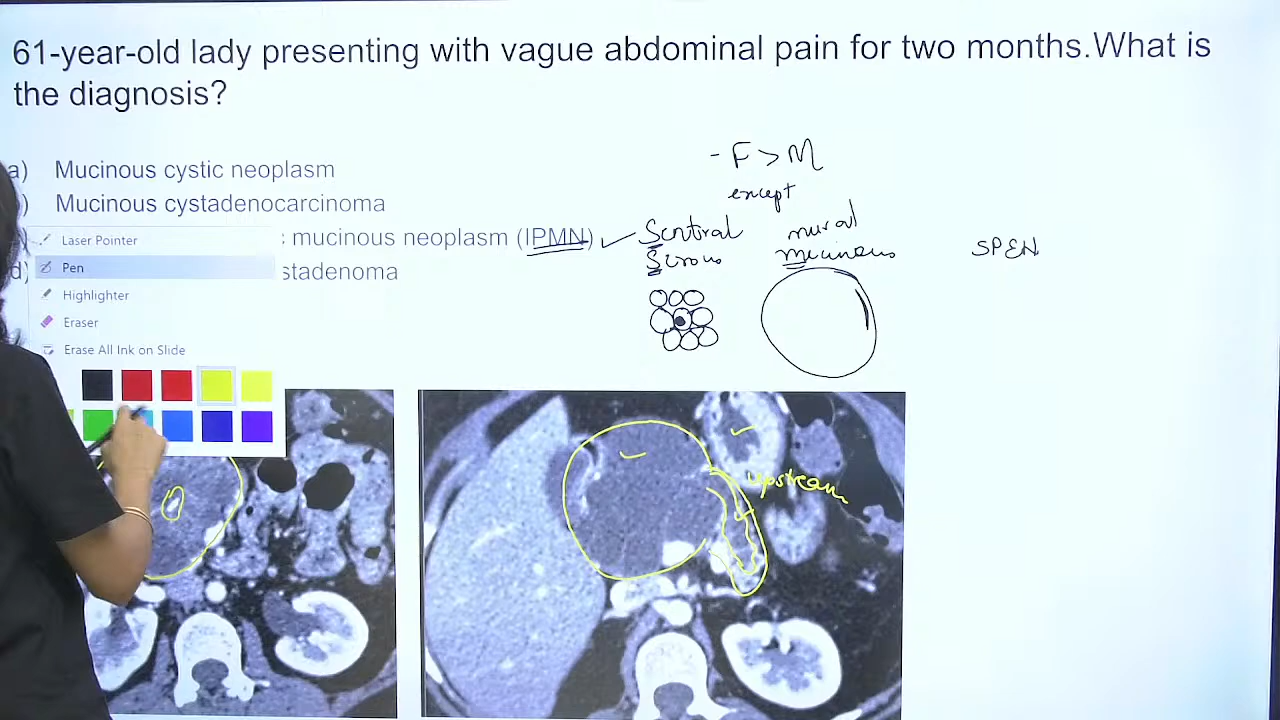 61-year-old lady presenting with vague abdominal pain for two months.What is
the diagnosis?
a) Mucinous cystic neoplasm
) Mucinous cystadenocarcinoma
mucinous neoplasm (IPMN)
d) stadenoma
Laser Pointer
Pen
Highlighter
Eraser
Erase All Ink on Slide
- F > M
except
Serous
mural
mucinous
SPEN
upstream